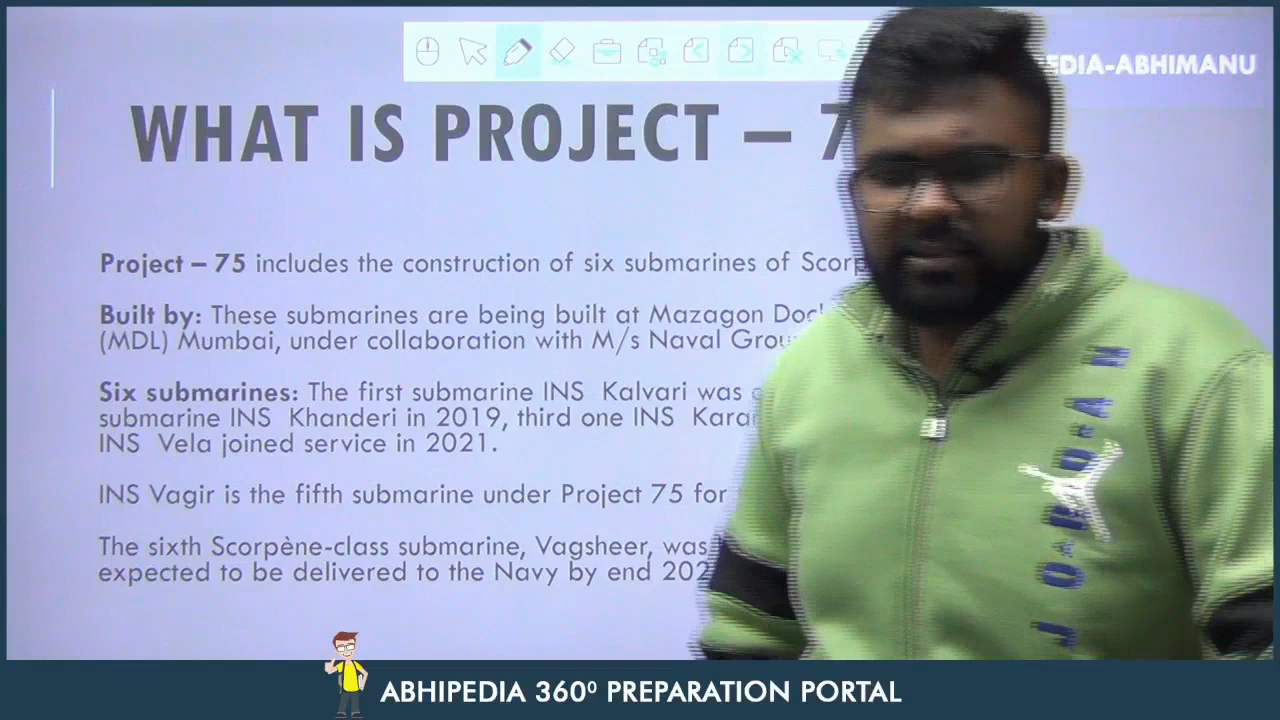 EDIA-ABHIMANU
WHAT IS PROJECT – 7
Project – 75 includes the construction of six submarines of Scorp
Built by: These submarines are being built at Mazagon Doc
(MDL) Mumbai, under collaboration with M/s Naval Grou
Six submarines: The first submarine INS Kalvari was
submarine INS Khanderi in 2019, third one INS Kara
INS Vela joined service in 2021.
INS Vagir is the fifth submarine under Project 75 for
The sixth Scorpène-class submarine, Vagsheer, was
expected to be delivered to the Navy by end 202
JORDAN
ABHIPEDIA 360⁰ PREPARATION PORTAL